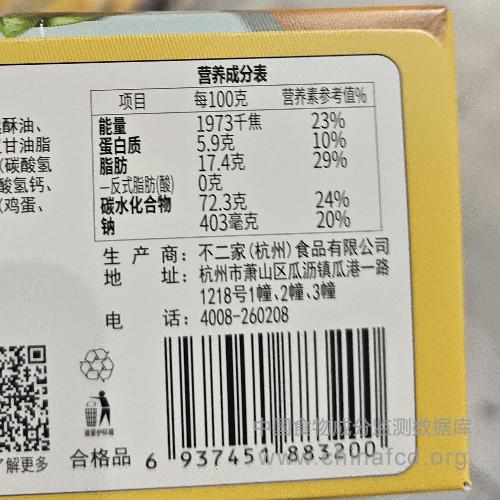 营养成分表
项目 每100克 营养素参考值%
能量 1973千焦 23%
蛋白质 5.9克 10%
脂肪 17.4克 29%
—反式脂肪(酸) 0克
碳水化合物 72.3克 24%
钠 403毫克 20%
酥油、
甘油脂
(碳酸氢
酸氢钙、
(鸡蛋、
生产商：不二家(杭州)食品有限公司
地址：杭州市萧山区瓜沥镇瓜港一路
1218号1幢、2幢、3幢
电话：4008-260208
了解更多
合格品
6 937451 883200
中国食物成分监测数据库
www.chinafcd.org